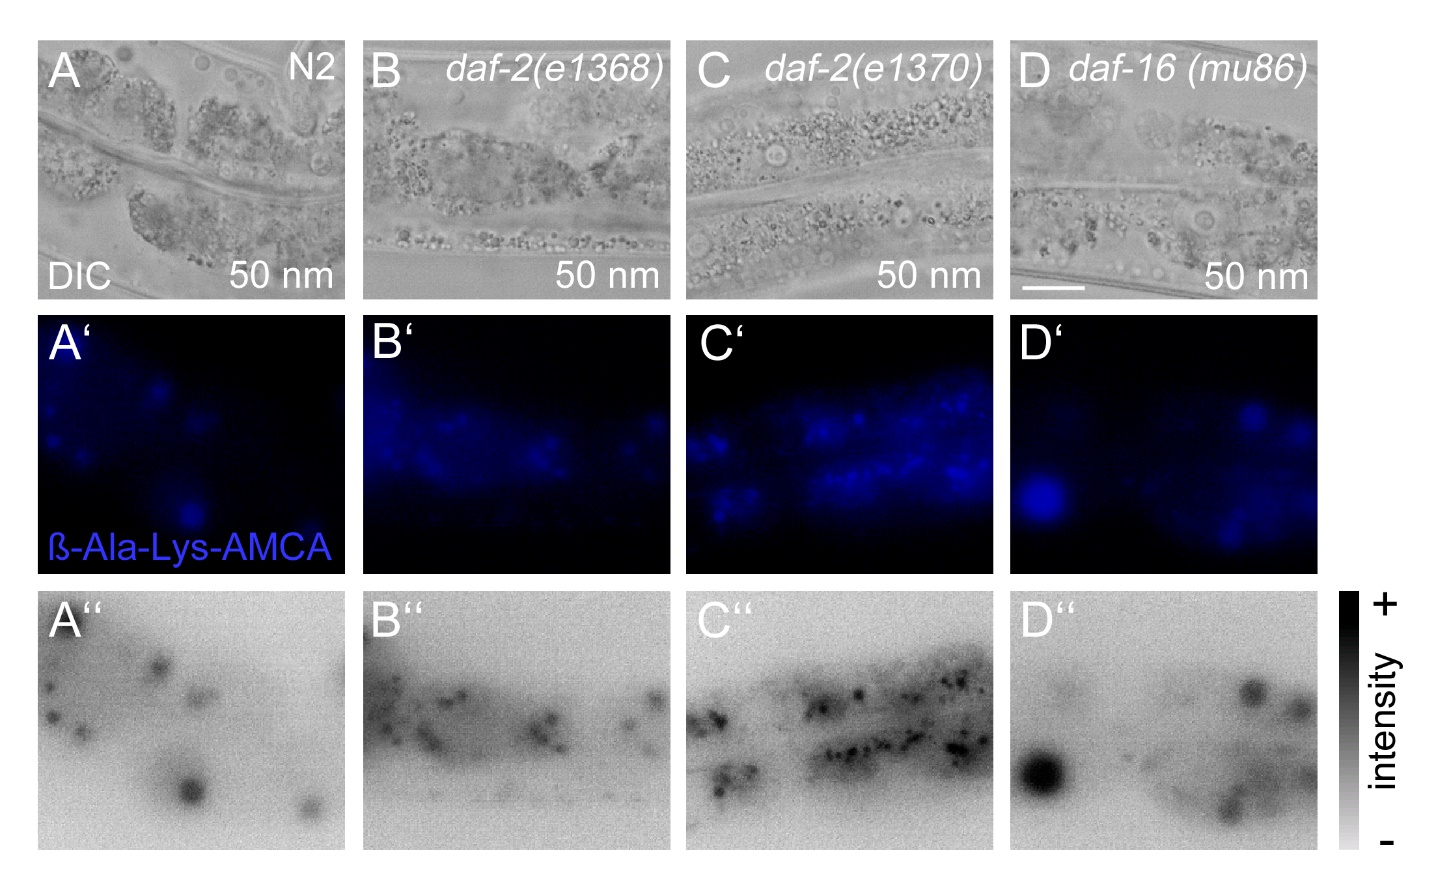 A N2
DIC 50 nm
B daf-2(e1368)
50 nm
C daf-2(e1370)
50 nm
D daf-16 (mu86)
50 nm
A‘
ß-Ala-Lys-AMCA
B‘
C‘
D‘
A“
B“
C“
D“
+
intensity
-